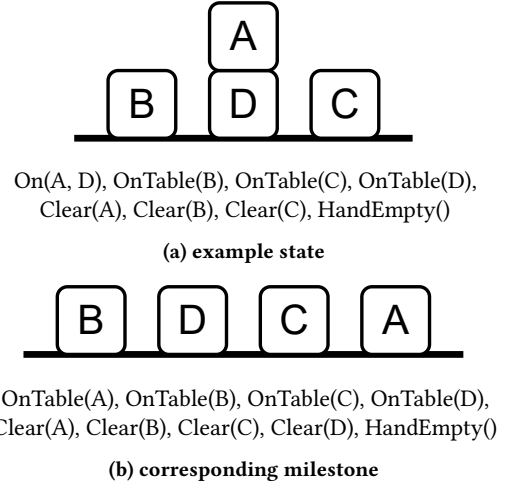 A
B D C
On(A, D), OnTable(B), OnTable(C), OnTable(D),
Clear(A), Clear(B), Clear(C), HandEmpty()
(a) example state
B D C A
OnTable(A), OnTable(B), OnTable(C), OnTable(D),
Clear(A), Clear(B), Clear(C), Clear(D), HandEmpty()
(b) corresponding milestone